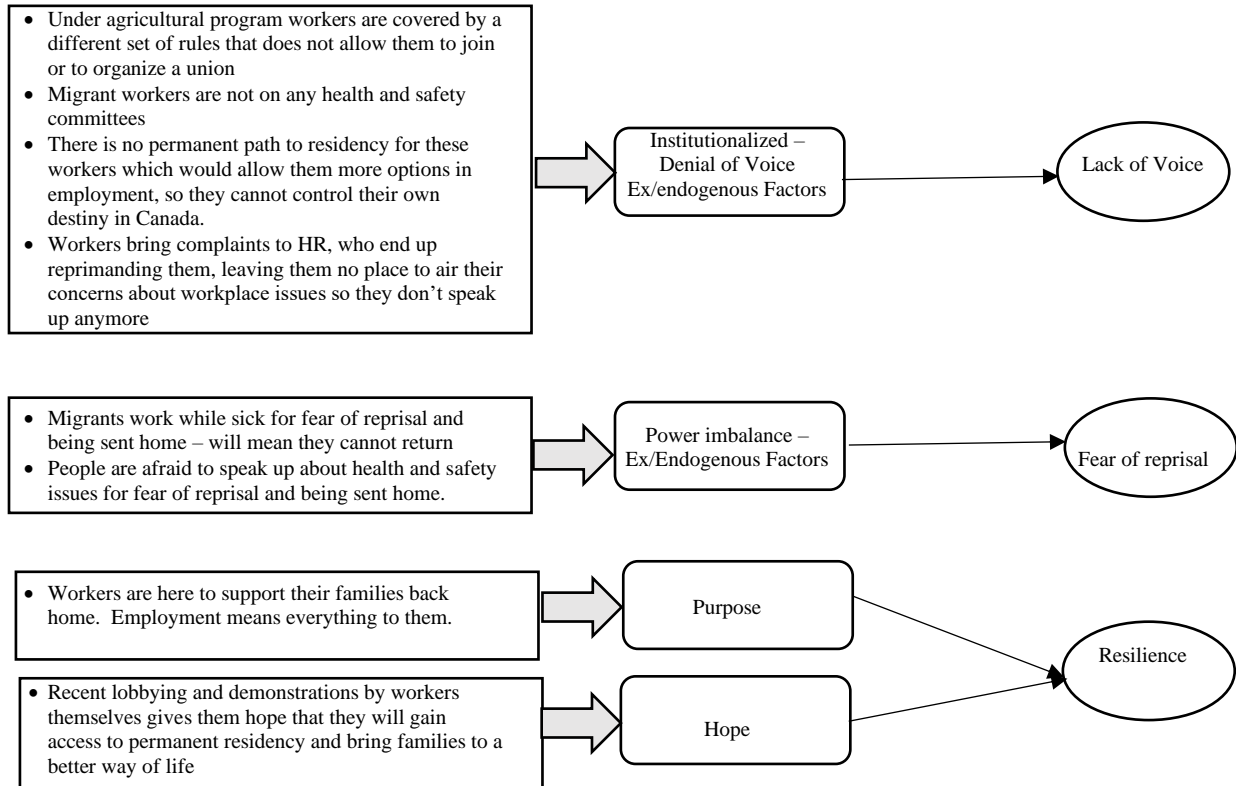 • Under agricultural program workers are covered by a
different set of rules that does not allow them to join
or to organize a union
• Migrant workers are not on any health and safety
committees
• There is no permanent path to residency for these
workers which would allow them more options in
employment, so they cannot control their own
destiny in Canada.
• Workers bring complaints to HR, who end up
reprimanding them, leaving them no place to air their
concerns about workplace issues so they don’t speak
up anymore
Institutionalized –
Denial of Voice
Ex/endogenous Factors
Lack of Voice
• Migrants work while sick for fear of reprisal and
being sent home – will mean they cannot return
• People are afraid to speak up about health and safety
issues for fear of reprisal and being sent home.
Power imbalance –
Ex/Endogenous Factors
Fear of reprisal
• Workers are here to support their families back
home.  Employment means everything to them.
Purpose
Resilience
• Recent lobbying and demonstrations by workers
themselves gives them hope that they will gain
access to permanent residency and bring families to a
better way of life
Hope